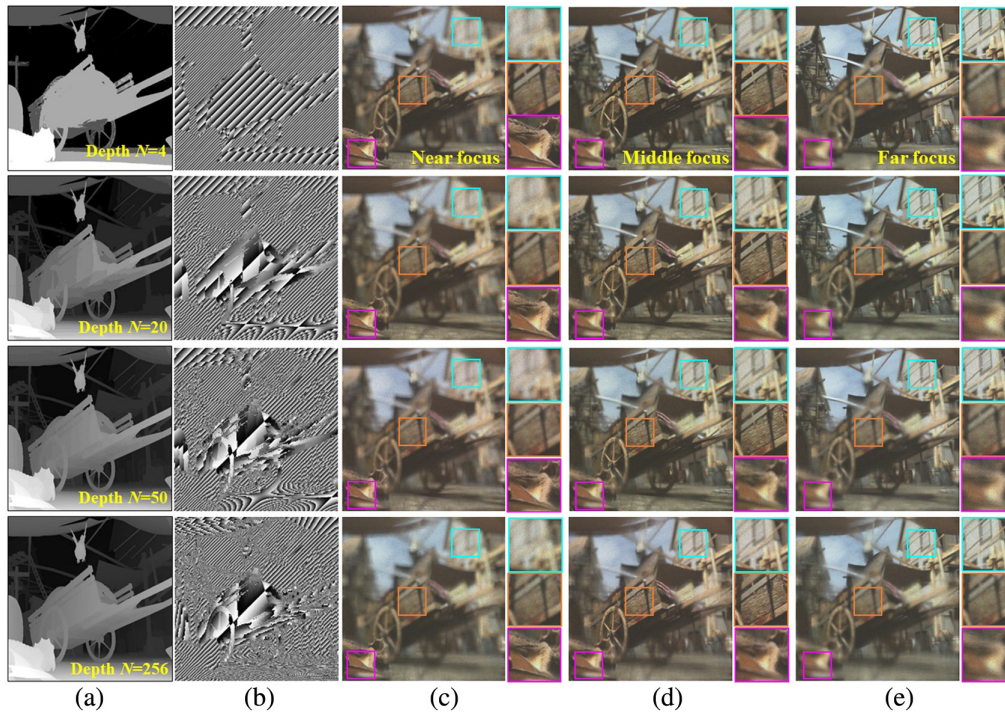 Depth N=4
Near focus
Middle focus
Far focus
Depth N=20
Depth N=50
Depth N=256
(a) (b) (c) (d) (e)